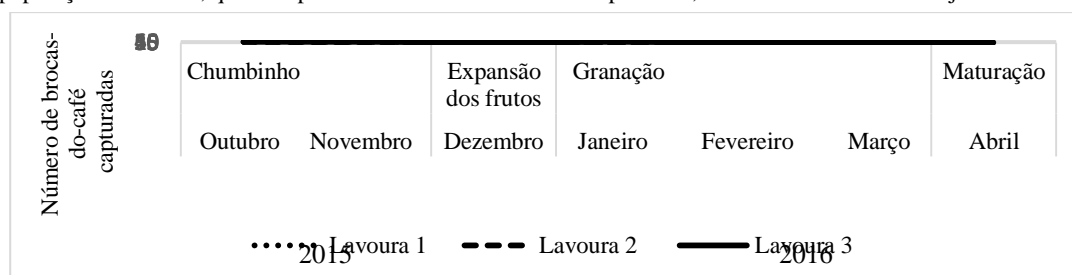 Número de brocas-
do-café
capturadas
Chumbinho
Expansão
dos frutos
Granação
Maturação
Outubro
Novembro
Dezembro
Janeiro
Fevereiro
Março
Abril
2015
2016
Lavoura 1
Lavoura 2
Lavoura 3